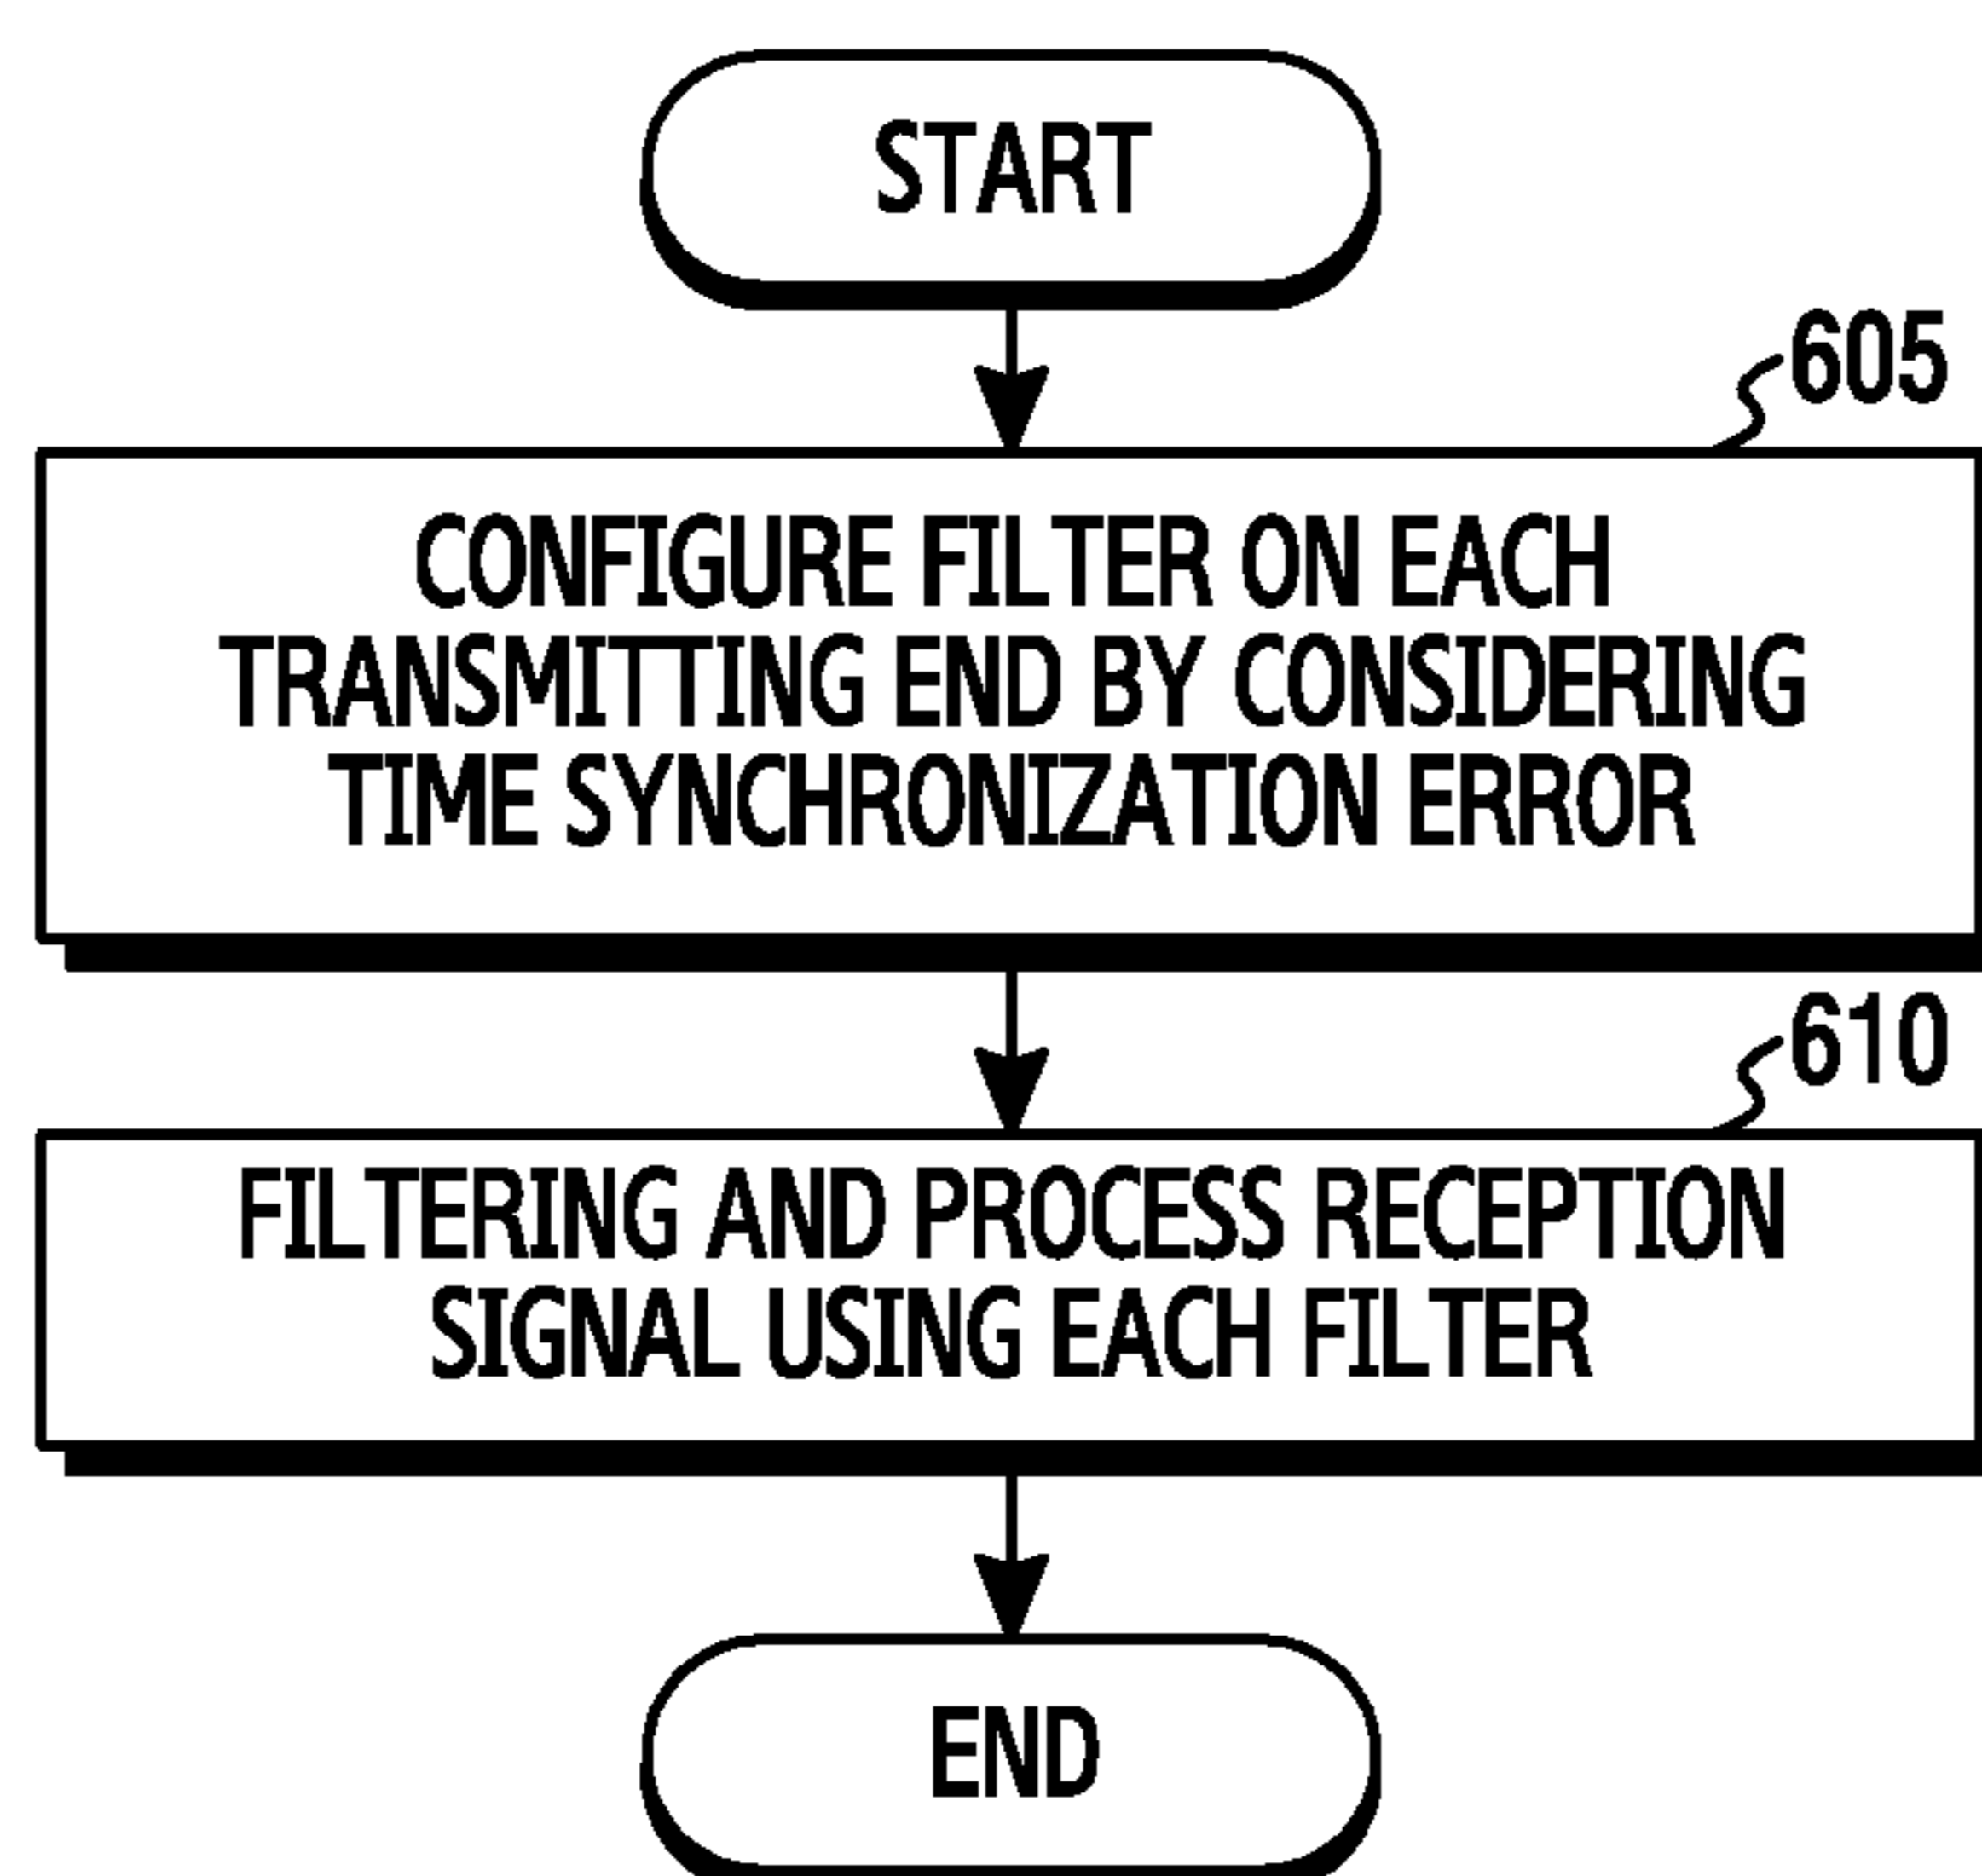 START
605
CONFIGURE FILTER ON EACH
TRANSMITTING END BY CONSIDERING
TIME SYNCHRONIZATION ERROR
610
FILTERING AND PROCESS RECEPTION
SIGNAL USING EACH FILTER
END